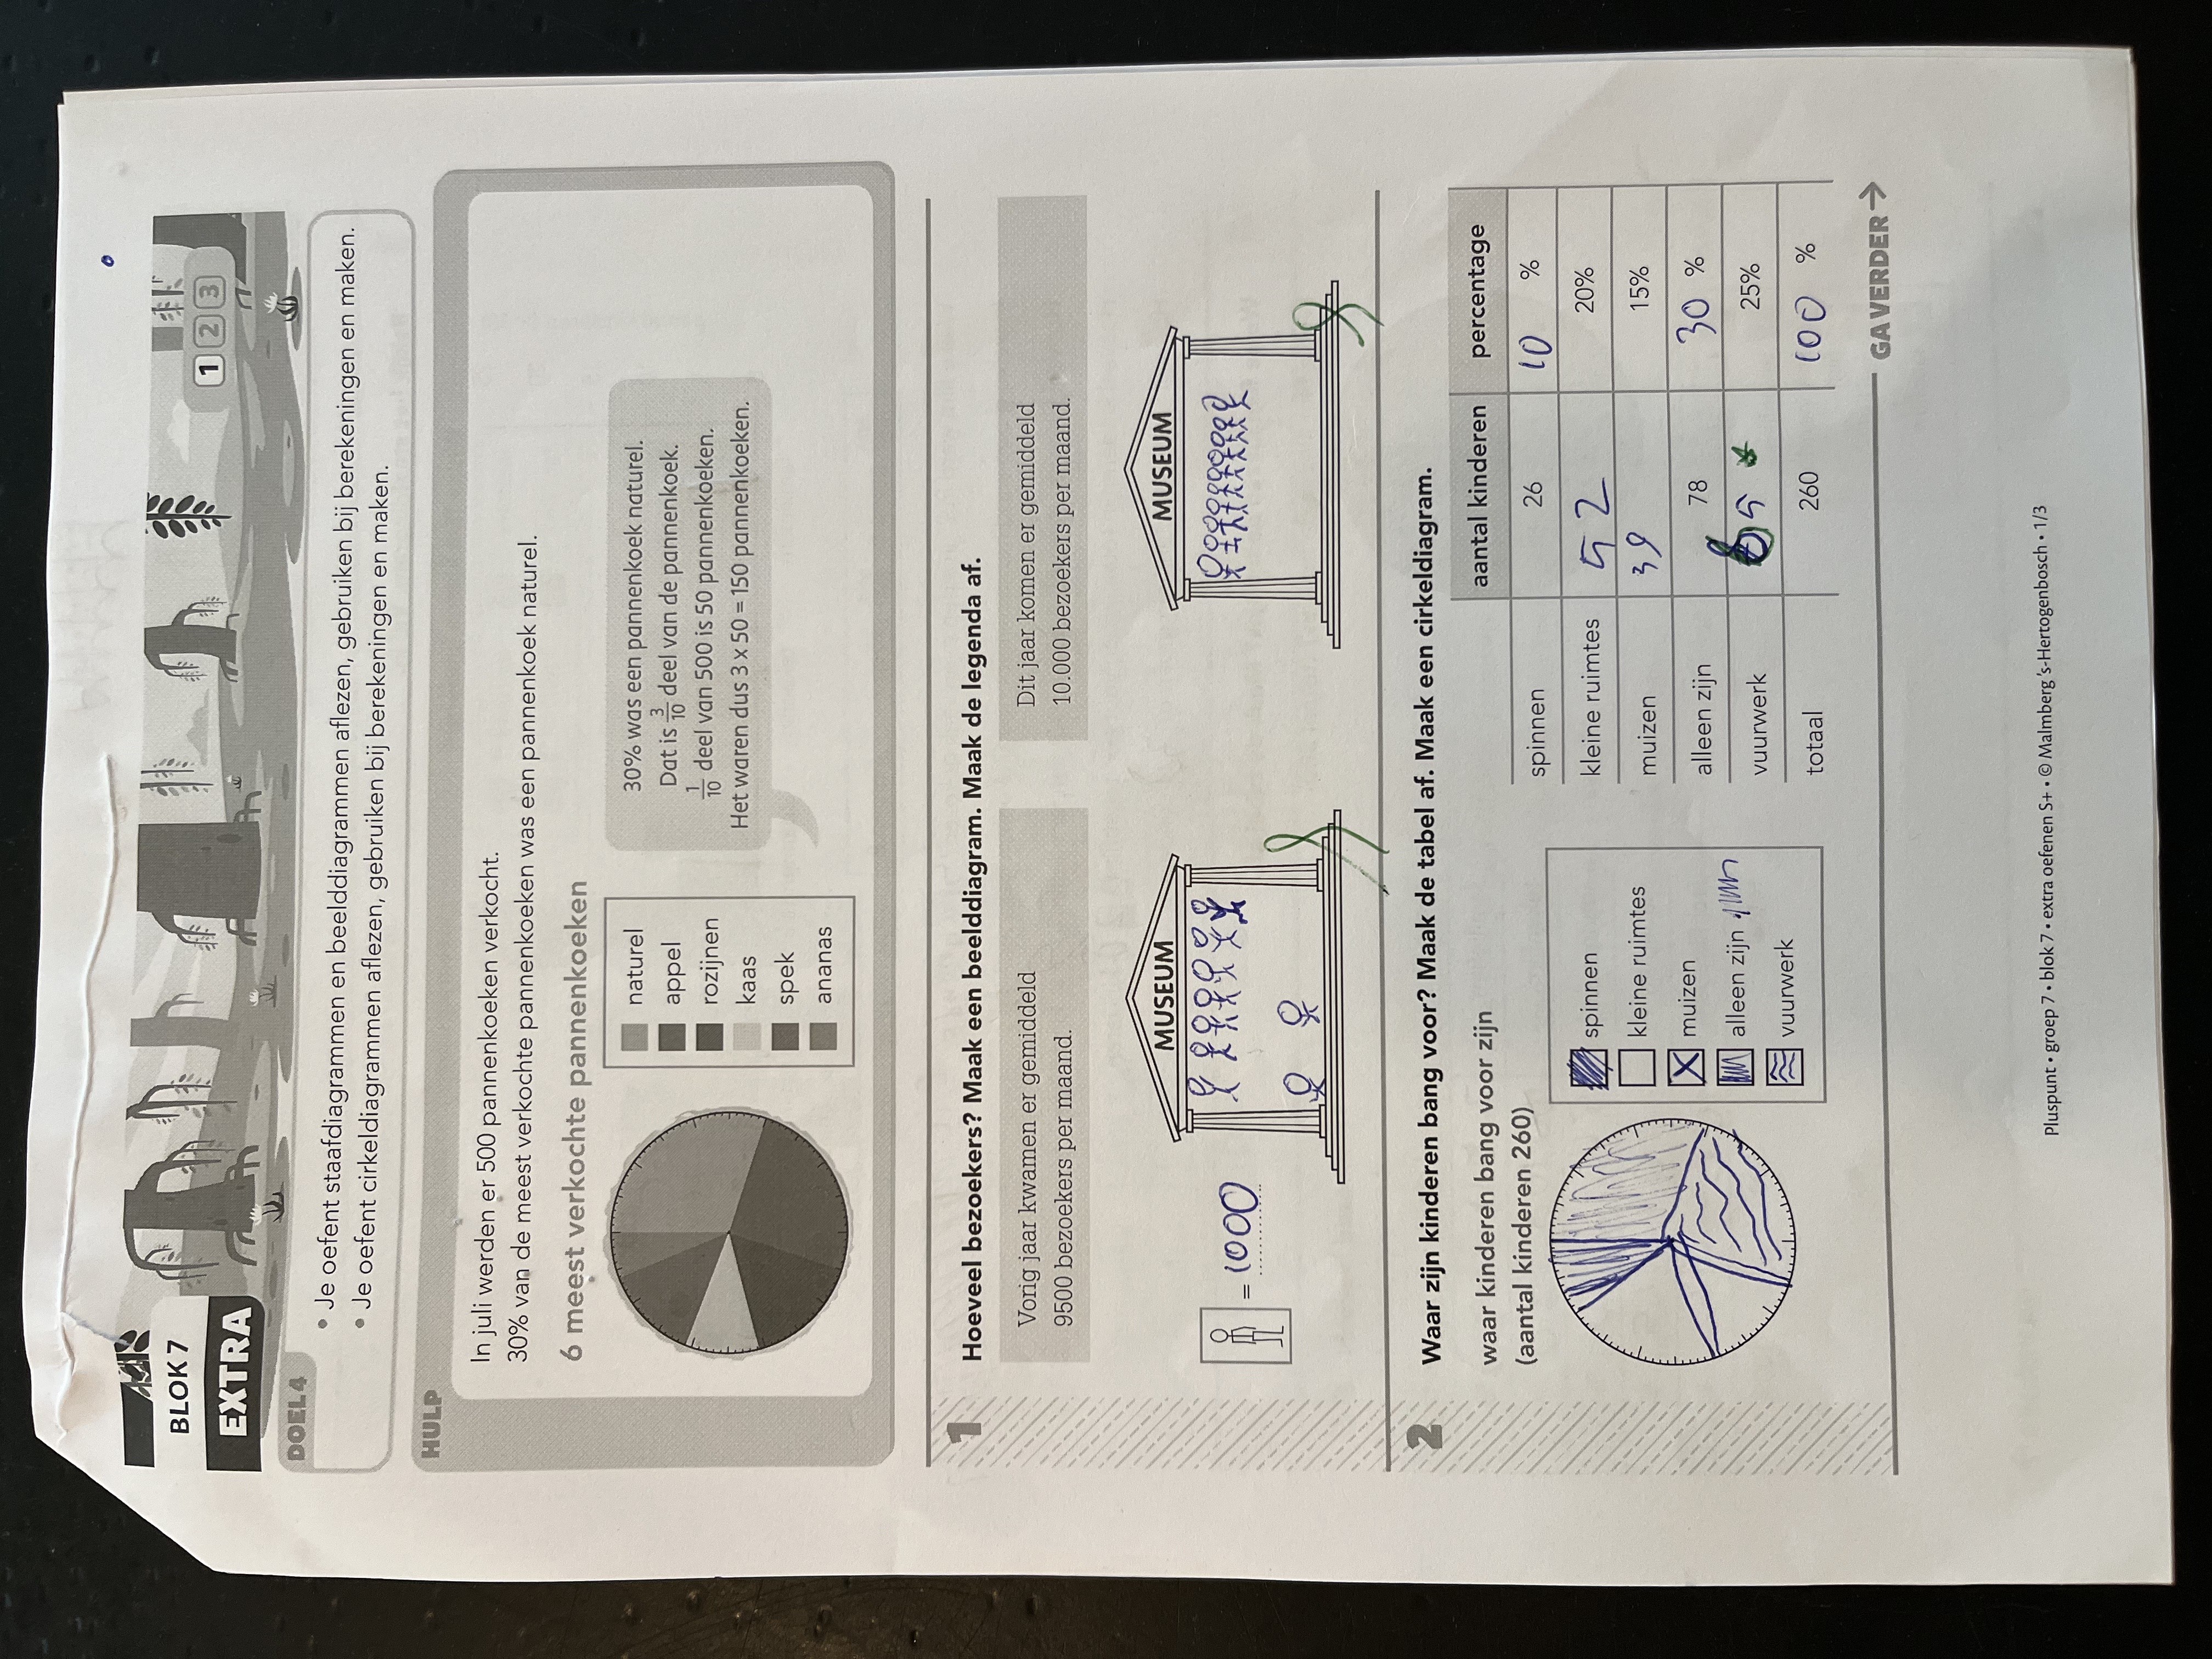 BLOK 7
EXTRA
1 2 3
DOEL 4
• Je oefent staafdiagrammen en beelddiagrammen aflezen, gebruiken bij berekeningen en maken.
• Je oefent cirkeldiagrammen aflezen, gebruiken bij berekeningen en maken.
HULP
In juli werden er 500 pannenkoeken verkocht.
30% van de meest verkochte pannenkoeken was een pannenkoek naturel.
6 meest verkochte pannenkoeken
naturel
appel
rozijnen
kaas
spek
ananas
30% was een pannenkoek naturel.
Dat is 3/10 deel van de pannenkoek.
1/10 deel van 500 is 50 pannenkoeken.
Het waren dus 3 x 50 = 150 pannenkoeken.
1 Hoeveel bezoekers? Maak een beelddiagram. Maak de legenda af.
Vorig jaar kwamen er gemiddeld
9500 bezoekers per maand.
Dit jaar komen er gemiddeld
10.000 bezoekers per maand.
= 1000
MUSEUM
MUSEUM
2 Waar zijn kinderen bang voor? Maak de tabel af. Maak een cirkeldiagram.
waar kinderen bang voor zijn
(aantal kinderen 260)
spinnen
kleine ruimtes
muizen
alleen zijn
vuurwerk
aantal kinderen percentage
spinnen 26 10 %
kleine ruimtes 52 20%
muizen 39 15%
alleen zijn 78 30 %
vuurwerk 65 25%
totaal 260 100 %
GA VERDER →
Pluspunt • groep 7 • blok 7 • extra oefenen S+ • © Malmberg 's-Hertogenbosch • 1/3